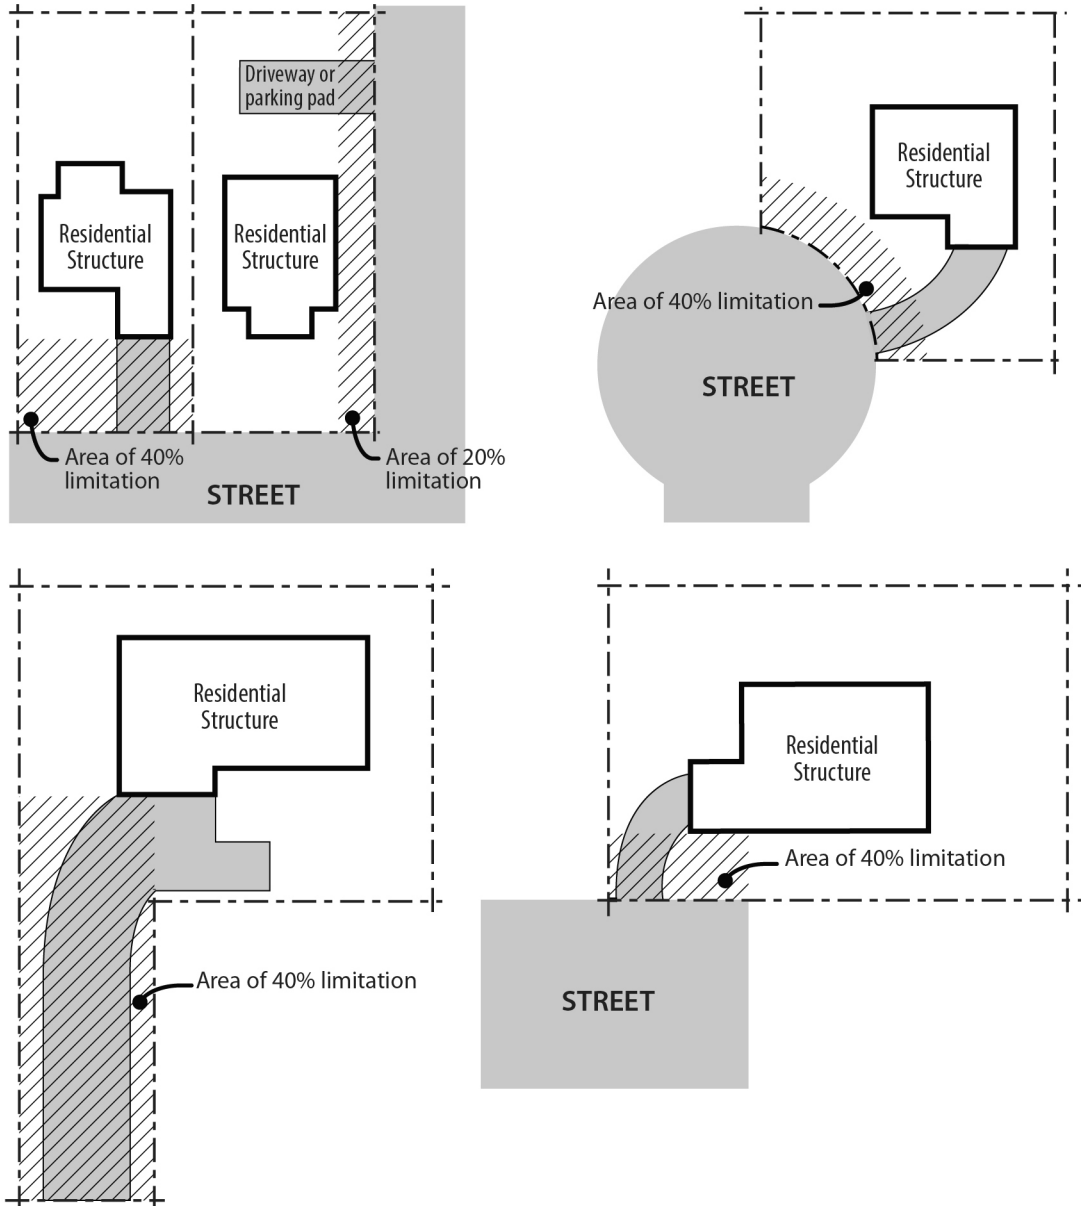 Driveway or
parking pad
Residential
Structure
Residential
Structure
Area of 40%
limitation
Area of 20%
limitation
STREET
Residential
Structure
Area of 40% limitation
STREET
Residential
Structure
Area of 40% limitation
Residential
Structure
Area of 40% limitation
STREET